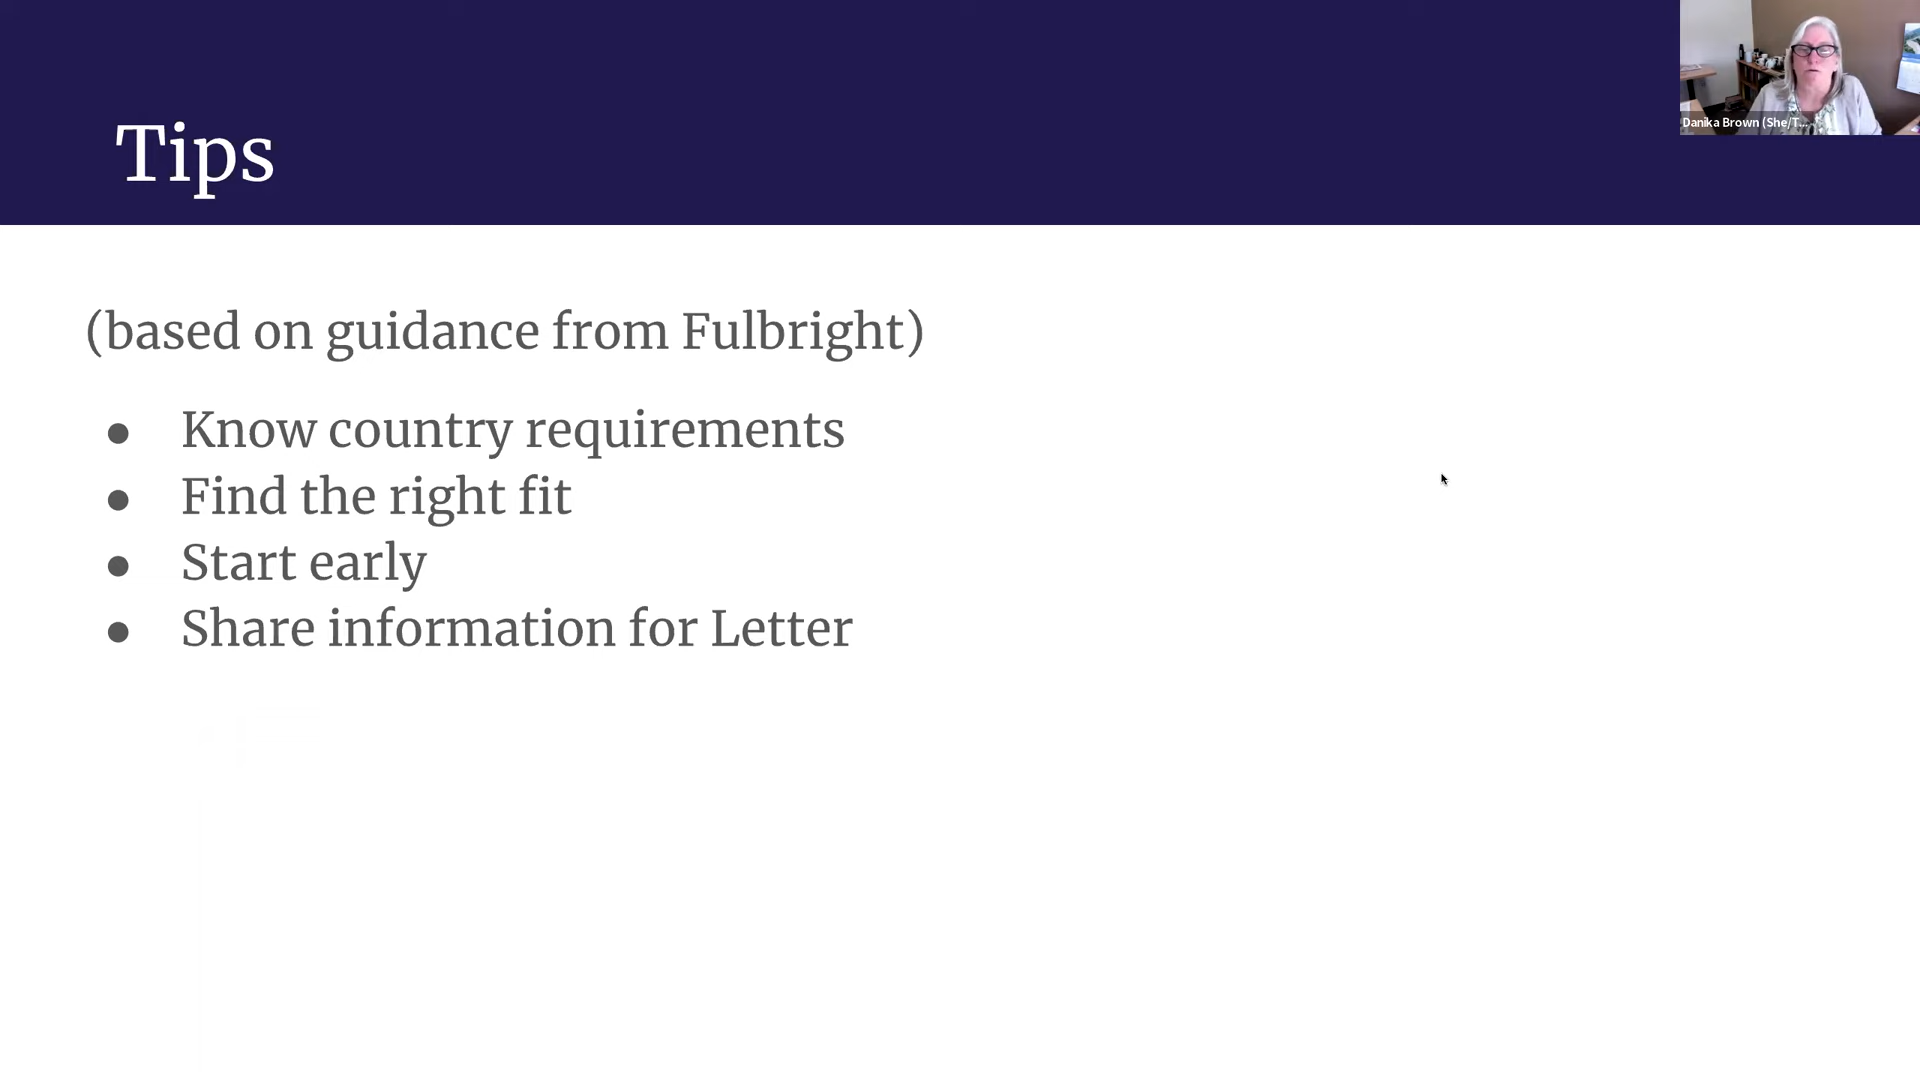 Tips
Danika Brown (She/T...
(based on guidance from Fulbright)
● Know country requirements
● Find the right fit
● Start early
● Share information for Letter